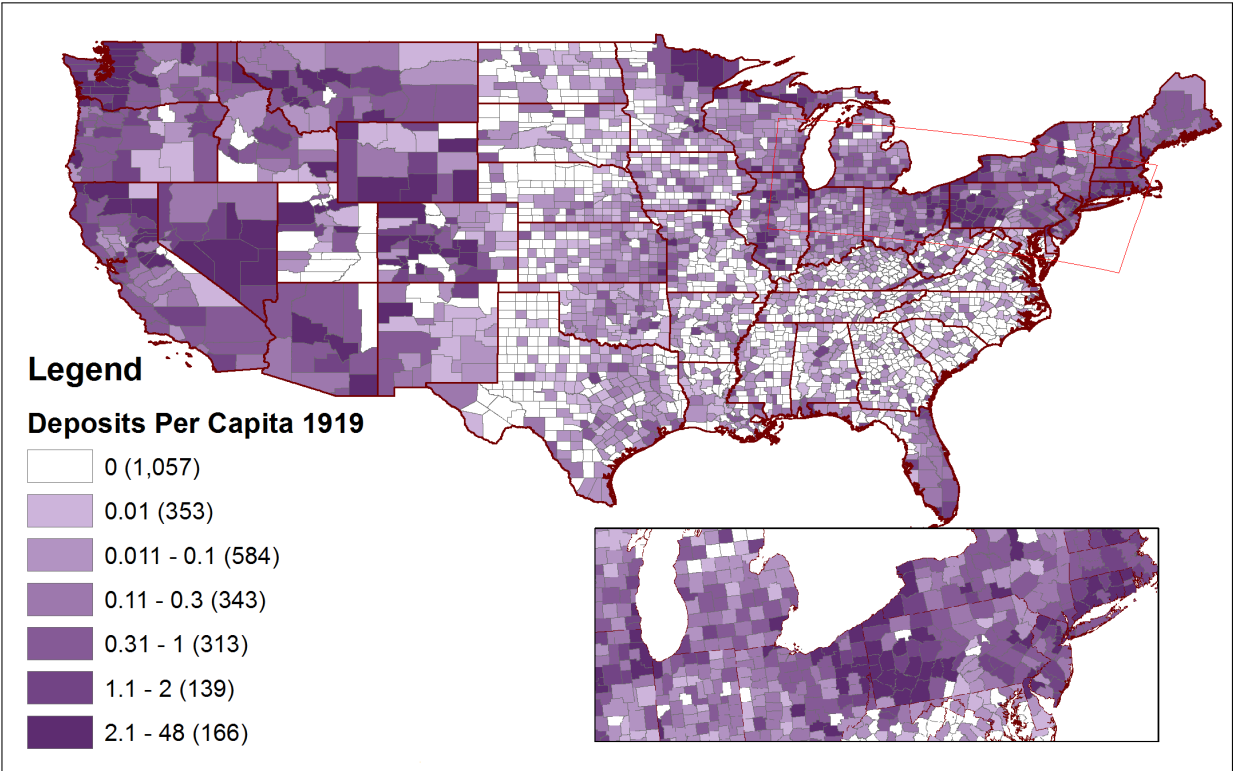 Legend
Deposits Per Capita 1919
0 (1,057)
0.01 (353)
0.011 - 0.1 (584)
0.11 - 0.3 (343)
0.31 - 1 (313)
1.1 - 2 (139)
2.1 - 48 (166)